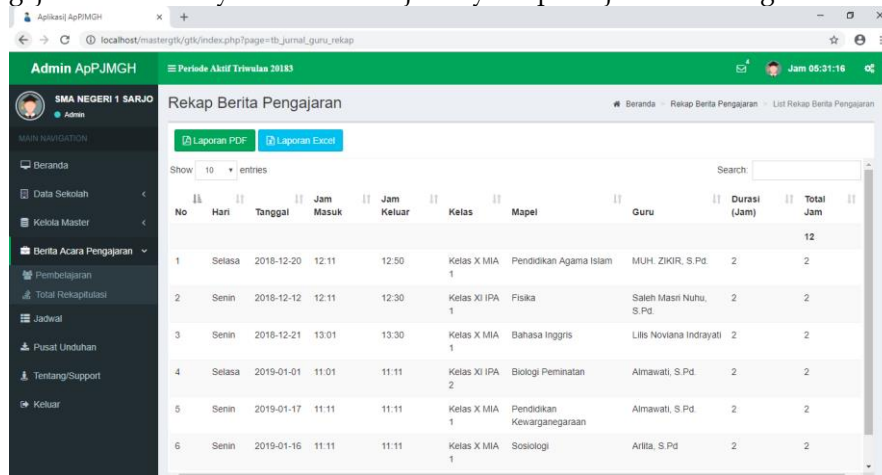 Aplikasi| ApPJMGH
localhost/mastergtk/gtk/index.php?page=tb_jurnal_guru_rekap
Admin ApPJMGH
Periode Aktif Triwulan 20183
4
Jam 05:31:16
SMA NEGERI 1 SARJO
Admin
Rekap Berita Pengajaran
Beranda
Rekap Berita Pengajaran
List Rekap Berita Pengajaran
MAIN NAVIGATION
Beranda
Data Sekolah
Kelola Master
Berita Acara Pengajaran
Pembelajaran
Total Rekapitulasi
Jadwal
Pusat Unduhan
Tentang/Support
Keluar
Laporan PDF
Laporan Excel
Show 10 entries
Search:
No Hari Tanggal Jam Masuk Jam Keluar Kelas Mapel Guru Durasi (Jam) Total Jam
12
1 Selasa 2018-12-20 12:11 12:50 Kelas X MIA 1 Pendidikan Agama Islam MUH. ZIKIR, S.Pd. 2 2
2 Senin 2018-12-12 12:11 12:30 Kelas XI IPA 1 Fisika Saleh Masri Nuhu, S.Pd. 2 2
3 Senin 2018-12-21 13:01 13:30 Kelas X MIA 1 Bahasa Inggris Lilis Noviana Indrayati 2 2
4 Selasa 2019-01-01 11:01 11:11 Kelas XI IPA 2 Biologi Peminatan Almawati, S.Pd. 2 2
5 Senin 2019-01-17 11:11 11:11 Kelas X MIA 1 Pendidikan Kewarganegaraan Almawati, S.Pd. 2 2
6 Senin 2019-01-16 11:11 11:11 Kelas X MIA 1 Sosiologi Arlita, S.Pd 2 2